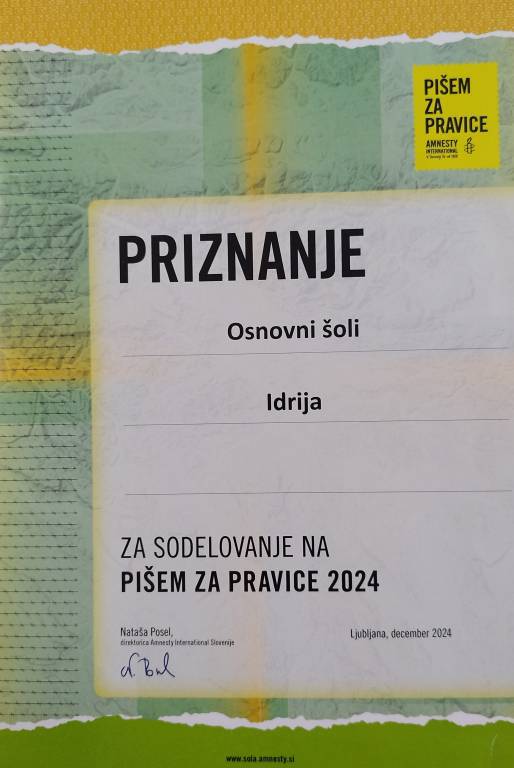 PIŠEM
ZA
PRAVICE
AMNESTY
INTERNATIONAL
PRIZNANJE
Osnovni šoli
Idrija
ZA SODELOVANJE NA
PIŠEM ZA PRAVICE 2024
Nataša Posel,
direktorica Amnesty International Slovenije
Ljubljana, december 2024
www.sola.amnesty.si